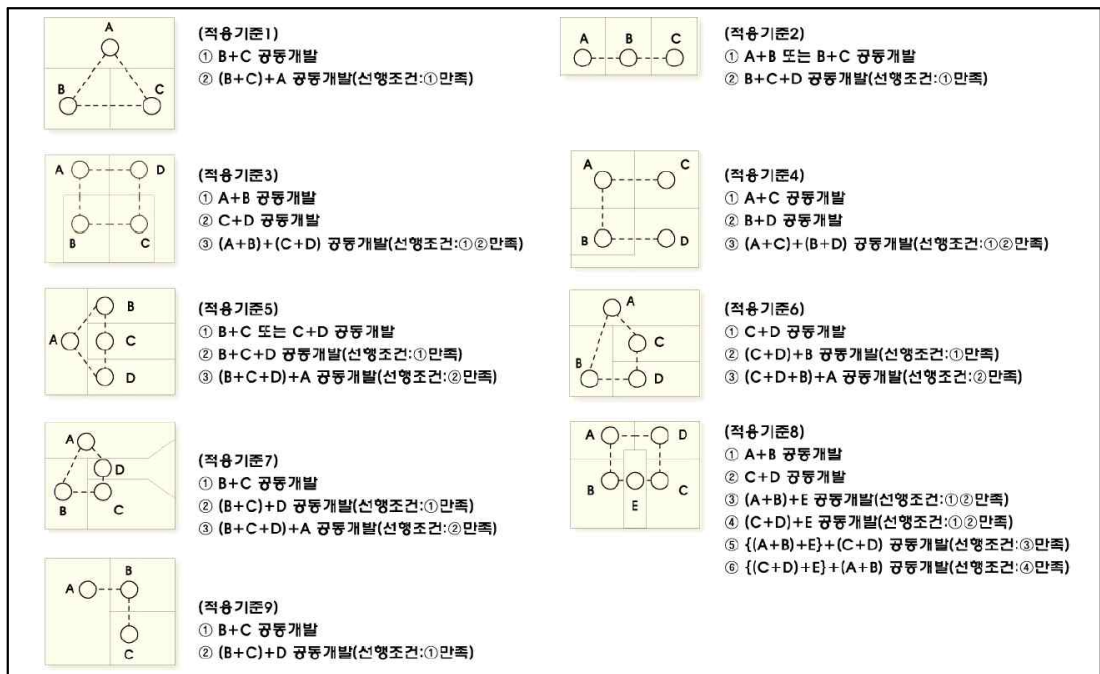 A
B
C
(적용기준1)
① B+C 공동개발
② (B+C)+A 공동개발(선행조건:①만족)
A B C
(적용기준2)
① A+B 또는 B+C 공동개발
② B+C+D 공동개발(선행조건:①만족)
A D
B C
(적용기준3)
① A+B 공동개발
② C+D 공동개발
③ (A+B)+(C+D) 공동개발(선행조건:①②만족)
A C
B D
(적용기준4)
① A+C 공동개발
② B+D 공동개발
③ (A+C)+(B+D) 공동개발(선행조건:①②만족)
B
A C
D
(적용기준5)
① B+C 또는 C+D 공동개발
② B+C+D 공동개발(선행조건:①만족)
③ (B+C+D)+A 공동개발(선행조건:②만족)
A
C
B D
(적용기준6)
① C+D 공동개발
② (C+D)+B 공동개발(선행조건:①만족)
③ (C+D+B)+A 공동개발(선행조건:②만족)
A
D
B C
(적용기준7)
① B+C 공동개발
② (B+C)+D 공동개발(선행조건:①만족)
③ (B+C+D)+A 공동개발(선행조건:②만족)
A D
B C
E
(적용기준8)
① A+B 공동개발
② C+D 공동개발
③ (A+B)+E 공동개발(선행조건:①②만족)
④ (C+D)+E 공동개발(선행조건:①②만족)
⑤ {(A+B)+E}+(C+D) 공동개발(선행조건:③만족)
⑥ {(C+D)+E}+(A+B) 공동개발(선행조건:④만족)
A B
C
(적용기준9)
① B+C 공동개발
② (B+C)+D 공동개발(선행조건:①만족)